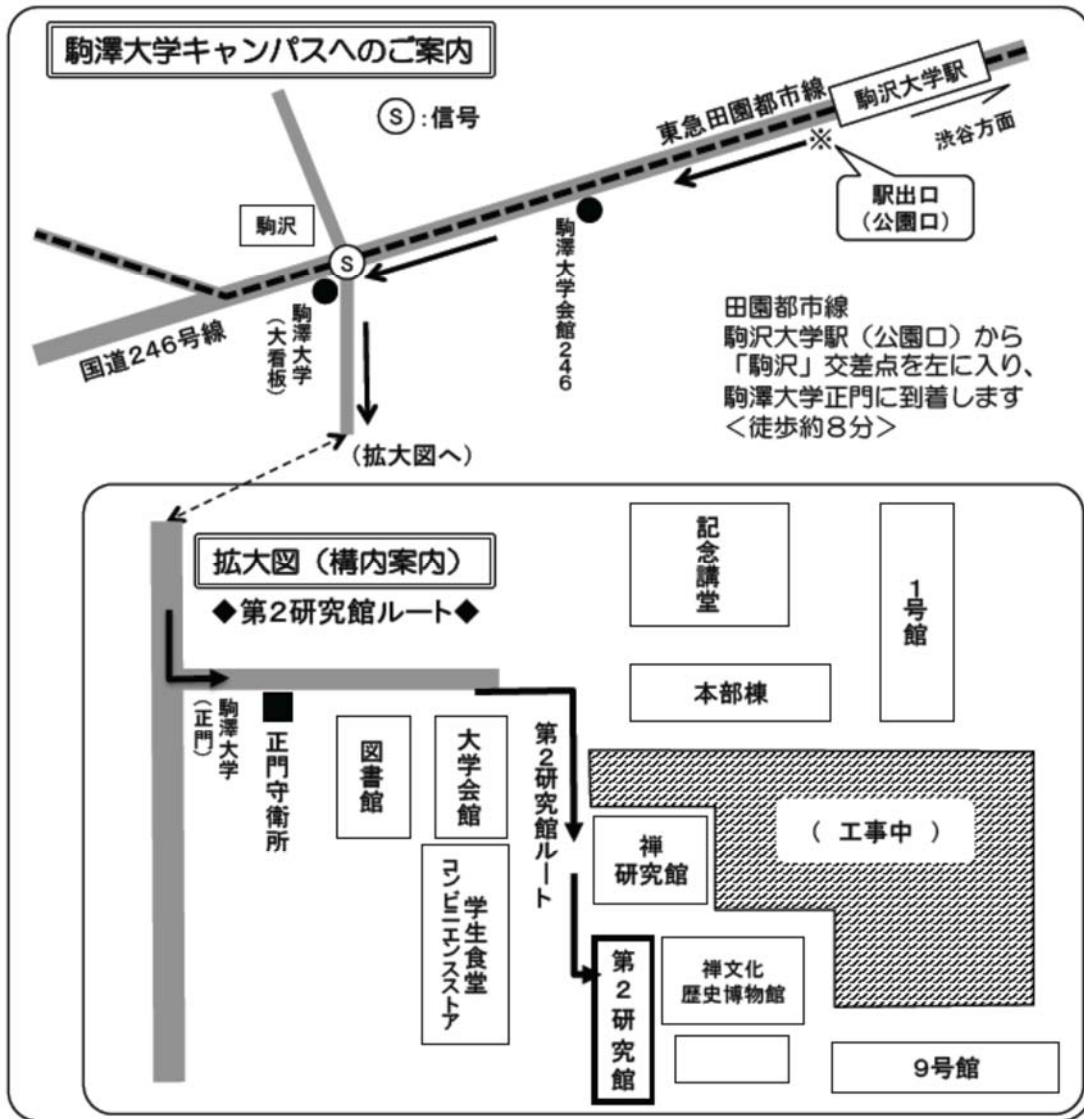 駒澤大学キャンパスへのご案内
Ⓢ:信号
東急田園都市線
駒沢大学駅
渋谷方面
※
駅出口
(公園口)
駒沢
S
駒澤大学会館246
駒澤大学
(大看板)
国道246号線
田園都市線
駒沢大学駅(公園口)から
「駒沢」交差点を左に入り、
駒澤大学正門に到着します
<徒歩約8分>
(拡大図へ)
拡大図(構内案内)
◆第2研究館ルート◆
記念講堂
1号館
本部棟
駒澤大学
(正門)
正門守衛所
図書館
大学会館
第2研究館ルート
(工事中)
禅
研究館
学生食堂
コンビニエンスストア
第2研究館
禅文化
歴史博物館
9号館